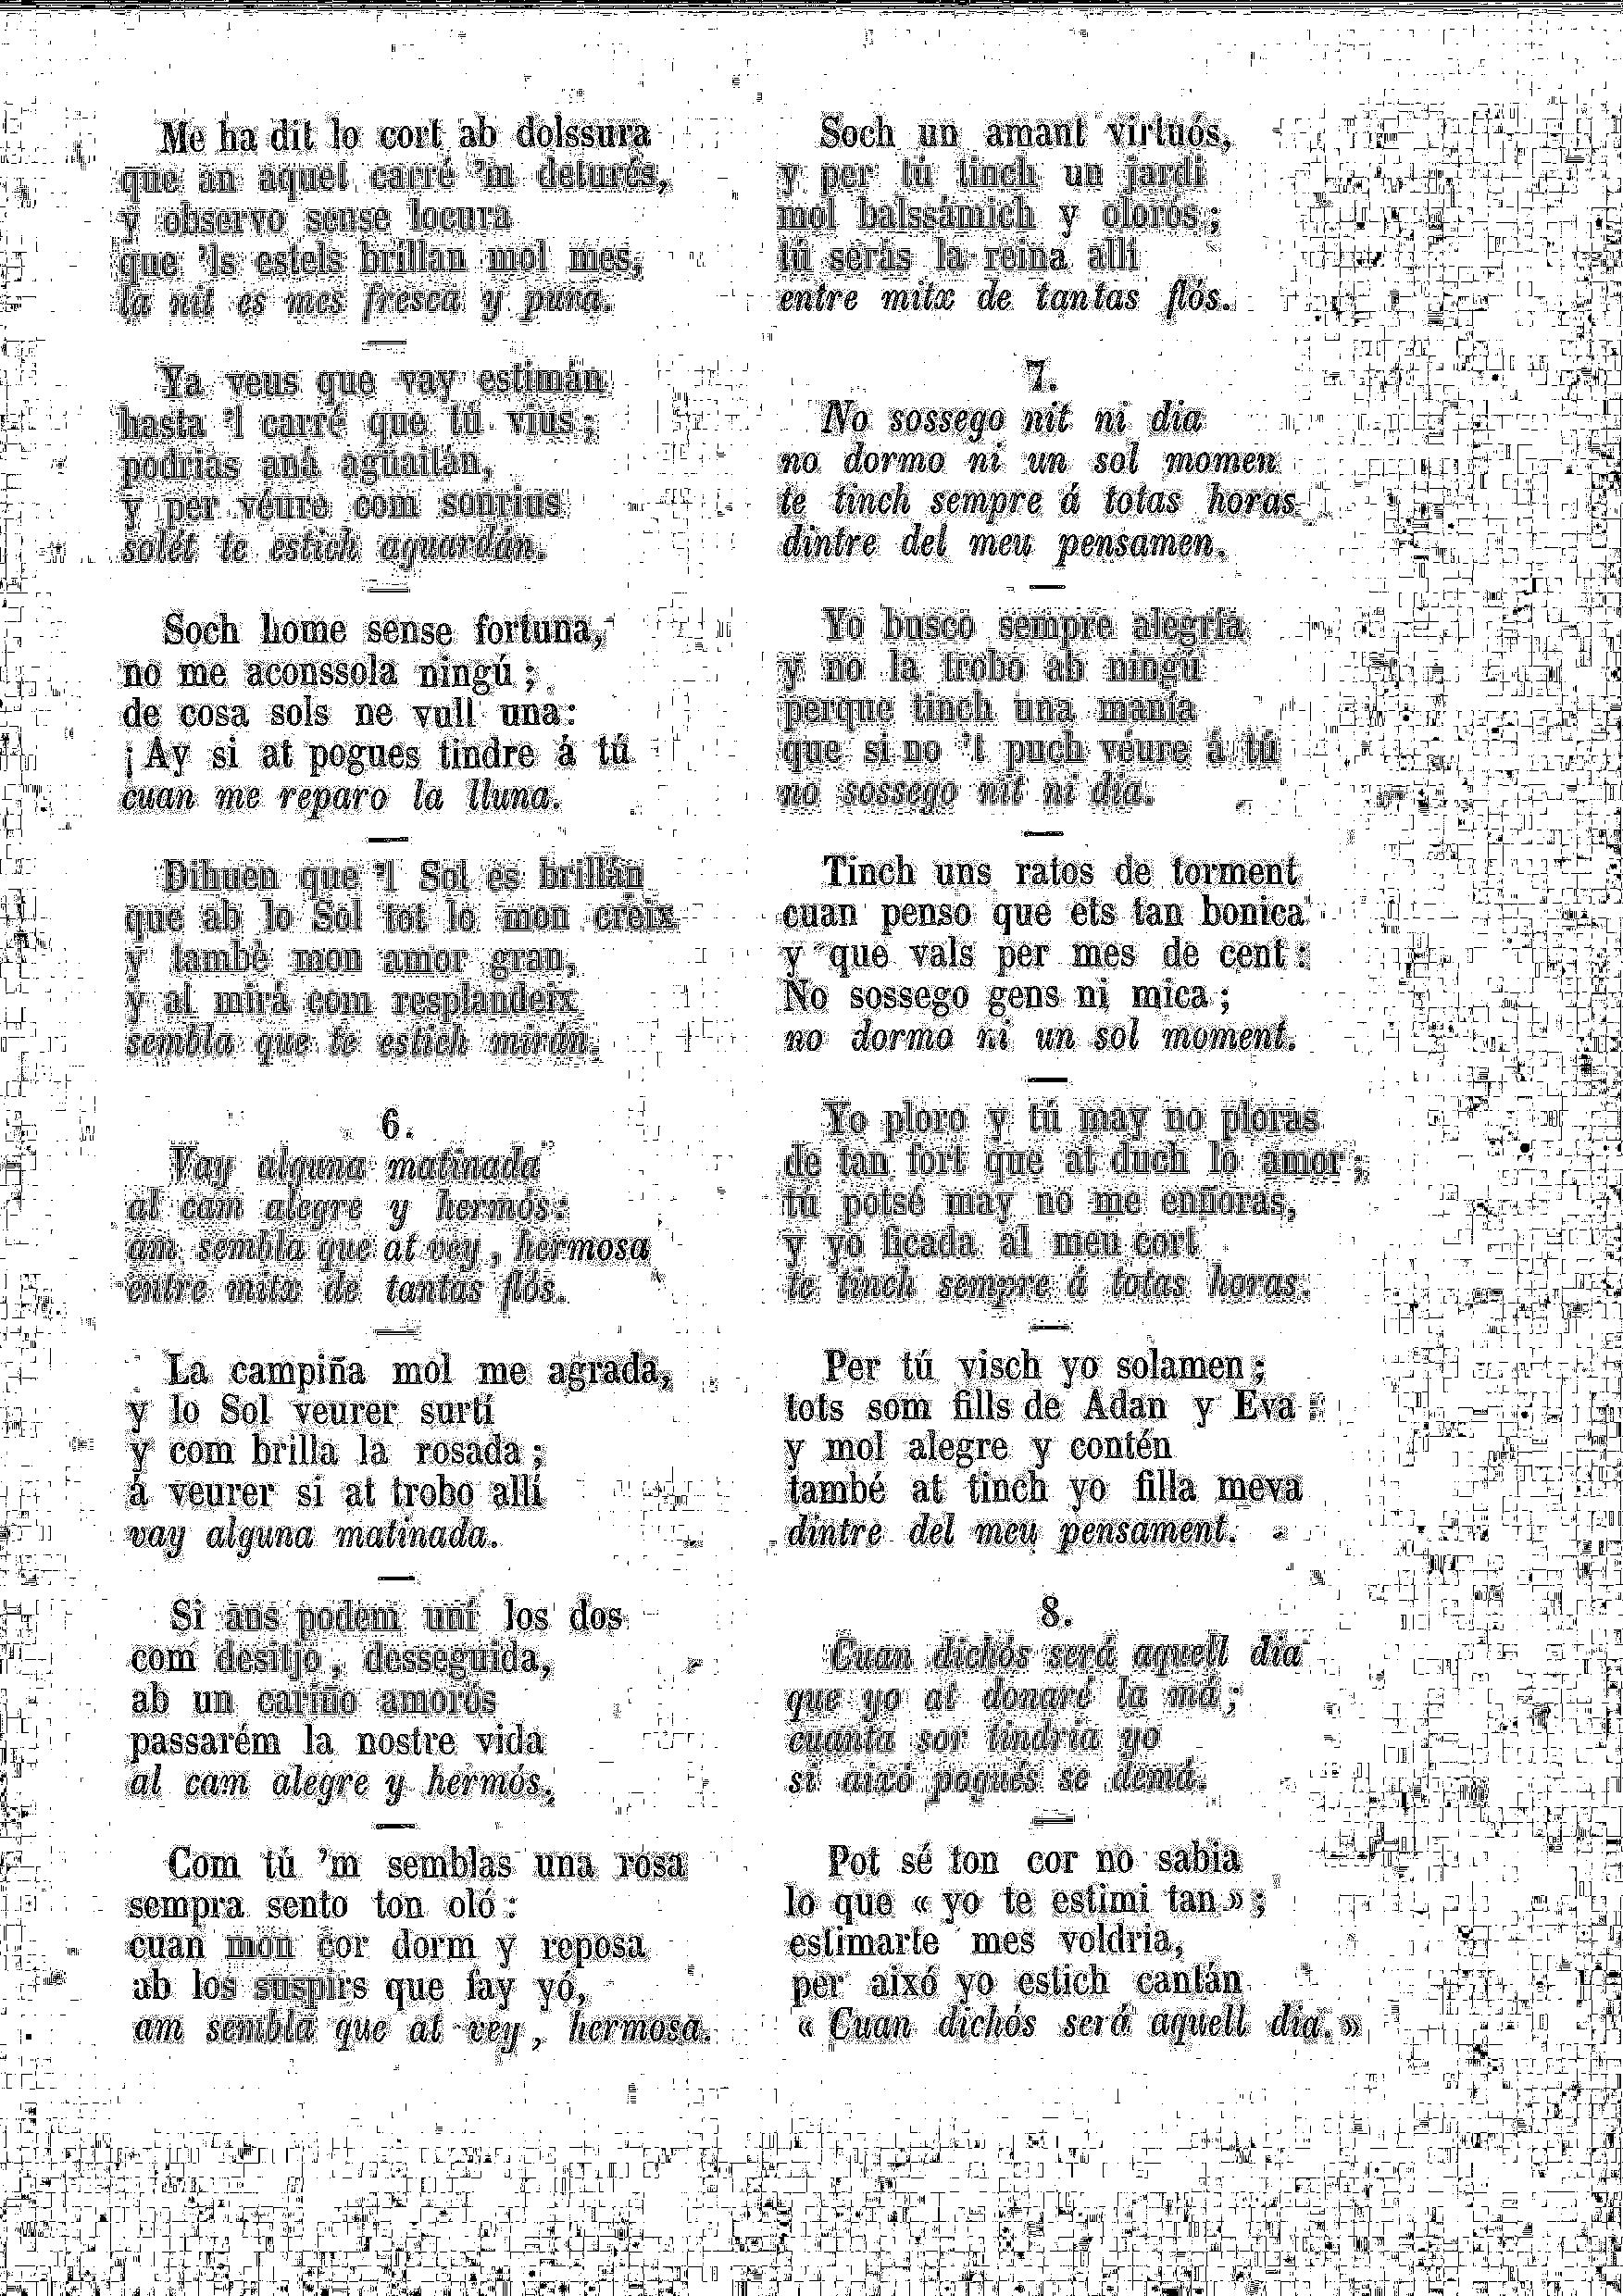 Me ha dit lo cort ab dolssura
que an aquet carré 'm deturés,
y observo sense locura
que 'ls estels brillan mol mes,
la nit es mes fresca y pura.
Ya veus que vay estimán
hasta 'l carré que tú vius;
podrias aná aguaitán,
y per véure com sonrius
solét te estich aguardán.
Soch home sense fortuna,
no me aconssola ningú;
de cosa sols ne vull una:
¡Ay si at pogues tindre á tú
cuan me reparo la lluna.
Dihuen que 'l Sol es brillán
que ab lo Sol tot lo mon creix
y també mon amor gran,
y al mirá com resplandeix
sembla que te estich mirán.
6.
Vay alguna matinada
al cam alegre y hermós:
am sembla que at vey, hermosa
entre mitx de tantas flós.
La campiña mol me agrada,
y lo Sol veurer surtí
y com brilla la rosada;
á veurer si at trobo allí
vay alguna matinada.
Si ans podem uní los dos
com desitjo, desseguida,
ab un cariño amorós
passarém la nostre vida
al cam alegre y hermós.
Com tú 'm semblas una rosa
sempra sento ton oló:
cuan mon cor dorm y reposa
ab los suspirs que fay yó,
am sembla que at vey, hermosa.
Soch un amant virtuós,
y per tú tinch un jardi
mol balssámich y olorós;
tú serás la reina allí
entre mitx de tantas flós.
7.
No sossego nit ni dia
no dormo ni un sol momen
te tinch sempre á totas horas
dintre del meu pensamen.
Yo busco sempre alegría
y no la trobo ab ningú
perque tinch una manía
que si no 't puch véure á tú
no sossego nit ni dia.
Tinch uns ratos de torment
cuan penso que ets tan bonica
y que vals per mes de cent:
No sossego gens ni mica;
no dormo ni un sol moment.
Yo ploro y tú may no ploras
de tan fort que at duch lo amor;
tú potsé may no me enñoras,
y yo ficada al meu cort
te tinch sempre á totas horas.
Per tú visch yo solamen;
tots som fills de Adan y Eva:
y mol alegre y contén
també at tinch yo filla meva
dintre del meu pensament.
8.
Cuan dichós será aquell dia
que yo at donaré la má;
cuanta sor tindria yo
si aixó pogués se demá.
Pot sé ton cor no sabia
lo que « yo te estimi tan»;
estimarte mes voldria,
per aixó yo estich cantán
« Cuan dichós será aquell dia.»